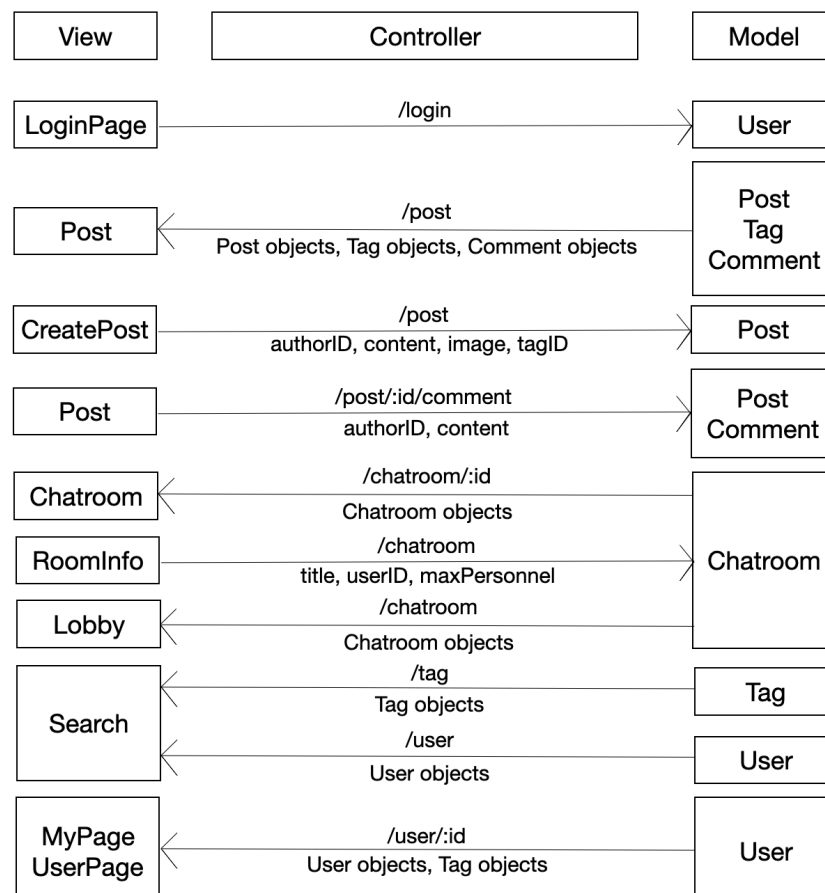 View
Controller
Model
LoginPage
/login
User
Post
/post
Post objects, Tag objects, Comment objects
Post
Tag
Comment
CreatePost
/post
authorID, content, image, tagID
Post
Post
/post/:id/comment
authorID, content
Post
Comment
Chatroom
/chatroom/:id
Chatroom objects
RoomInfo
/chatroom
title, userID, maxPersonnel
Chatroom
Lobby
/chatroom
Chatroom objects
Search
/tag
Tag objects
Tag
/user
User objects
User
MyPage
UserPage
/user/:id
User objects, Tag objects
User